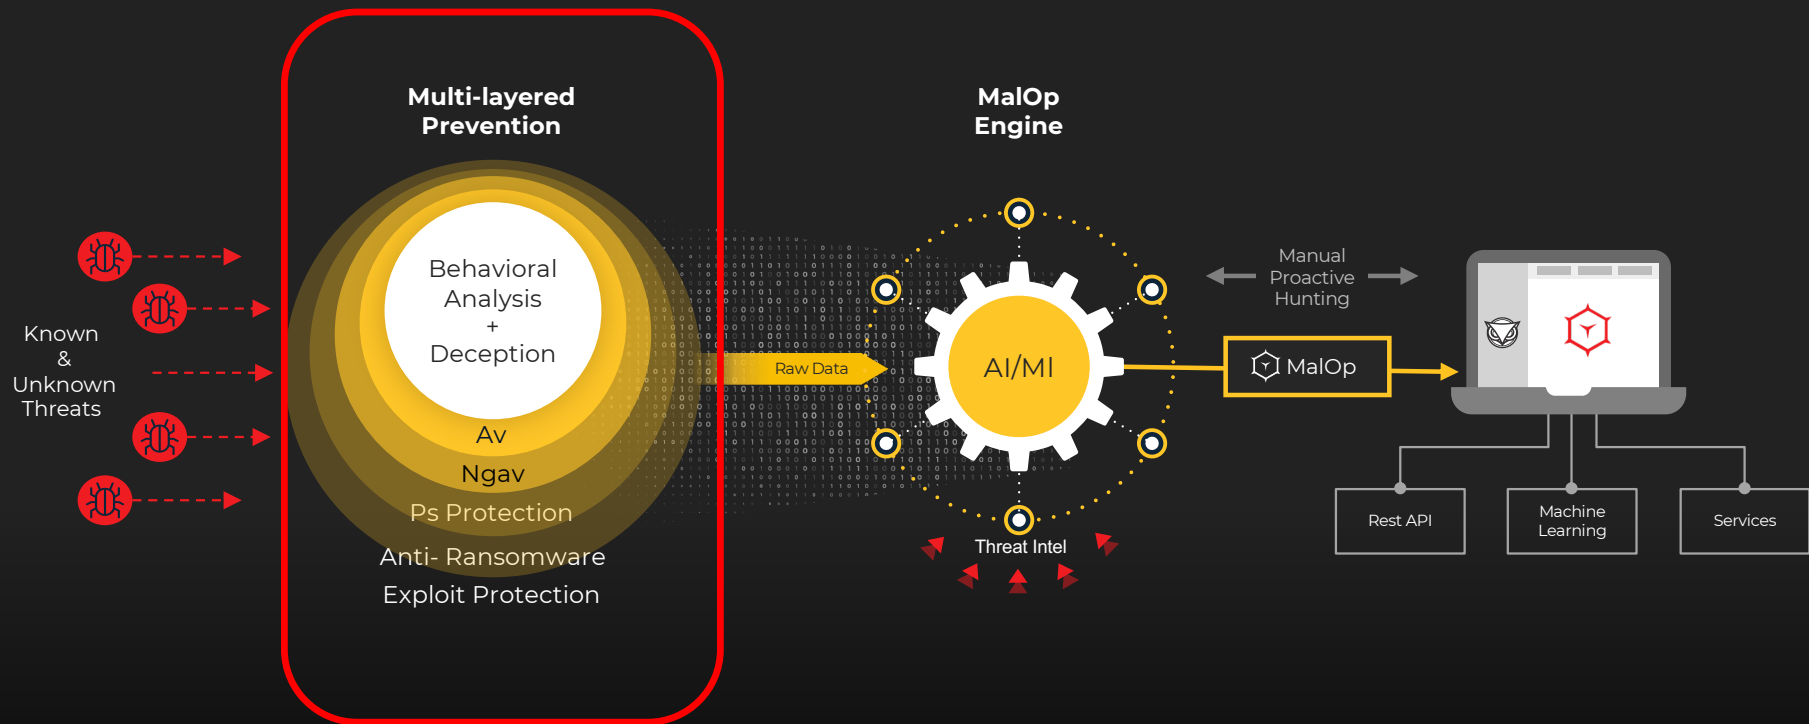 Multi-layered
Prevention
MalOp
Engine
Known
&
Unknown
Threats
Behavioral
Analysis
+
Deception
Av
Ngav
Ps Protection
Anti- Ransomware
Exploit Protection
Raw Data
AI/Ml
Threat Intel
Manual
Proactive
Hunting
MalOp
Rest API
Machine
Learning
Services